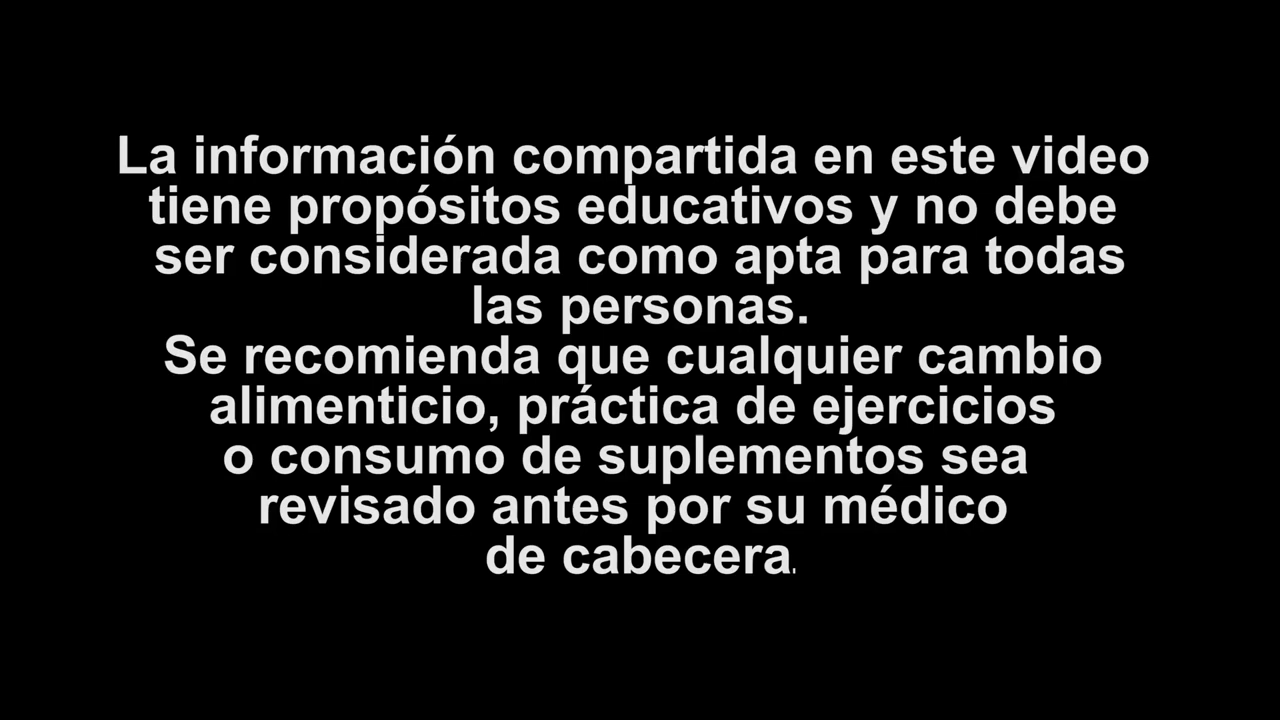 La información compartida en este video
tiene propósitos educativos y no debe
ser considerada como apta para todas
las personas.
Se recomienda que cualquier cambio
alimenticio, práctica de ejercicios
o consumo de suplementos sea
revisado antes por su médico
de cabecera.